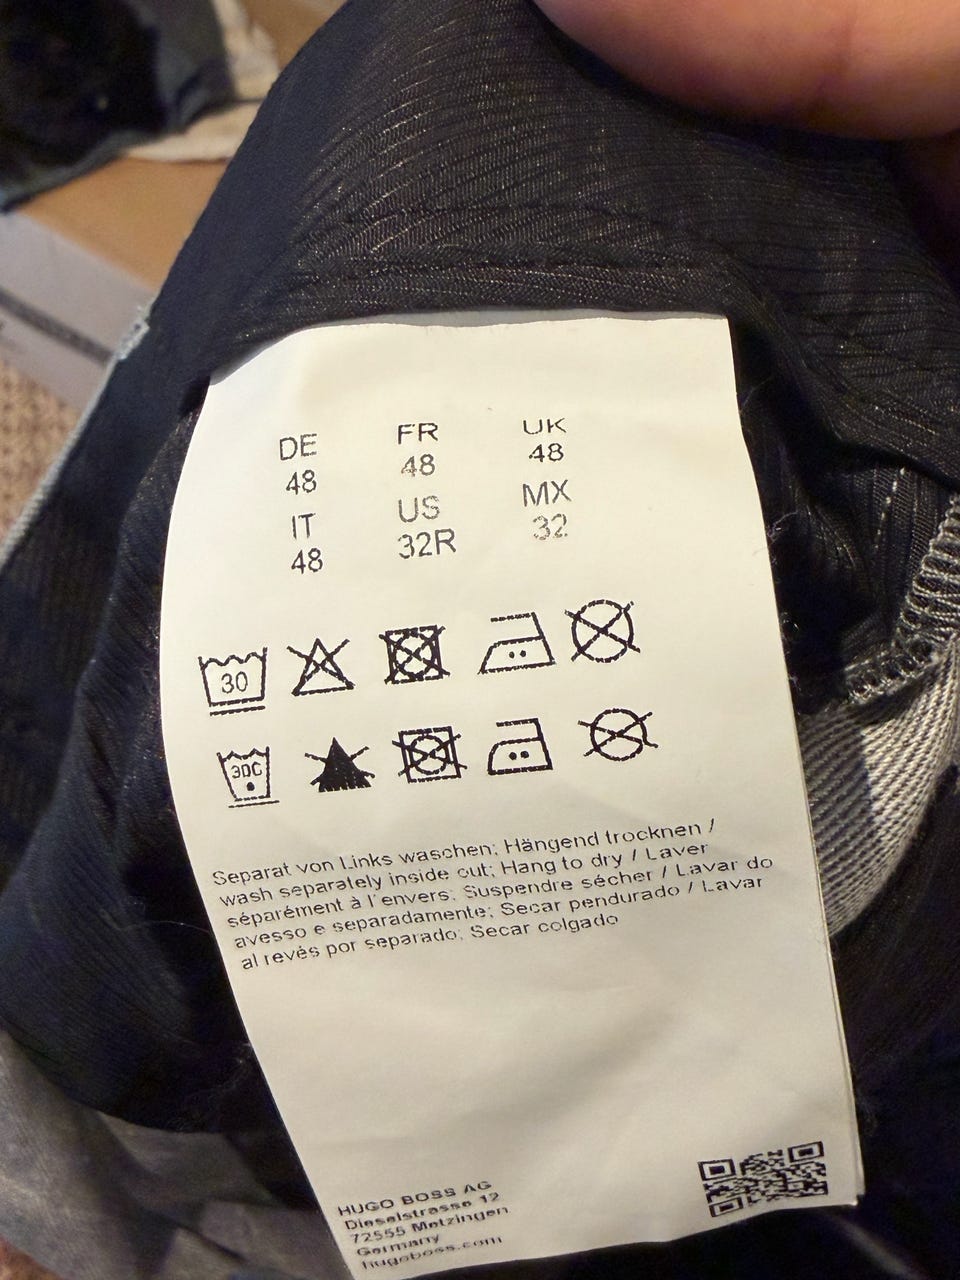 DE FR UK
48 48 48
IT US MX
48 32R 32
30
30C
Separat von Links waschen; Hängend trocknen /
wash separately inside out; Hang to dry / Laver
séparément à l'envers; Suspendre sécher / Lavar do
avesso e separadamente; Secar pendurado / Lavar
al revés por separado; Secar colgado
HUGO BOSS AG
Dieselstrasse 12
72555 Metzingen
Germany
hugoboss.com